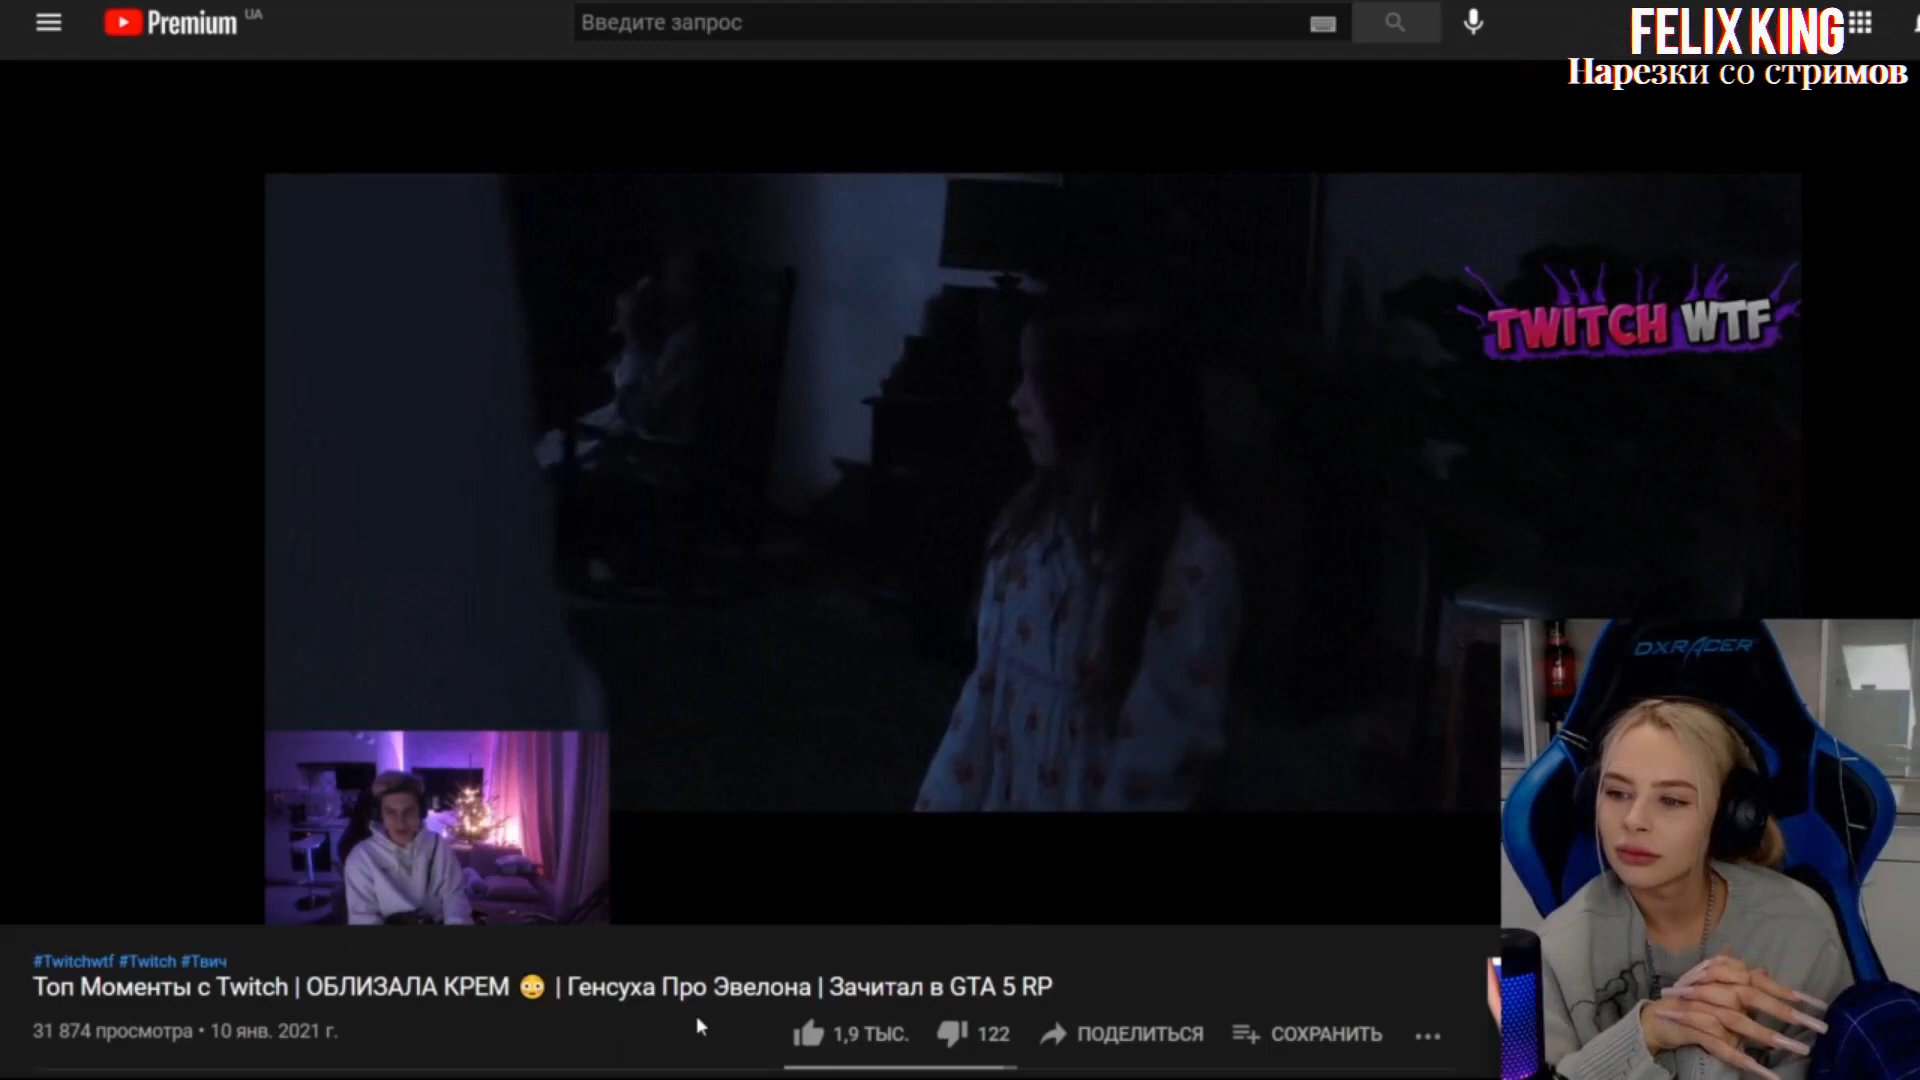 Premium UA
Введите запрос
FELIX KING
Нарезки со стримов
TWITCH WTF
DXRACER
#Twitchwtf #Twitch #Твич
Топ Моменты с Twitch | ОБЛИЗАЛА КРЕМ 😳 | Генсуха Про Эвелона | Зачитал в GTA 5 RP
31 874 просмотра • 10 янв. 2021 г.
1,9 ТЫС. 122 ПОДЕЛИТЬСЯ СОХРАНИТЬ